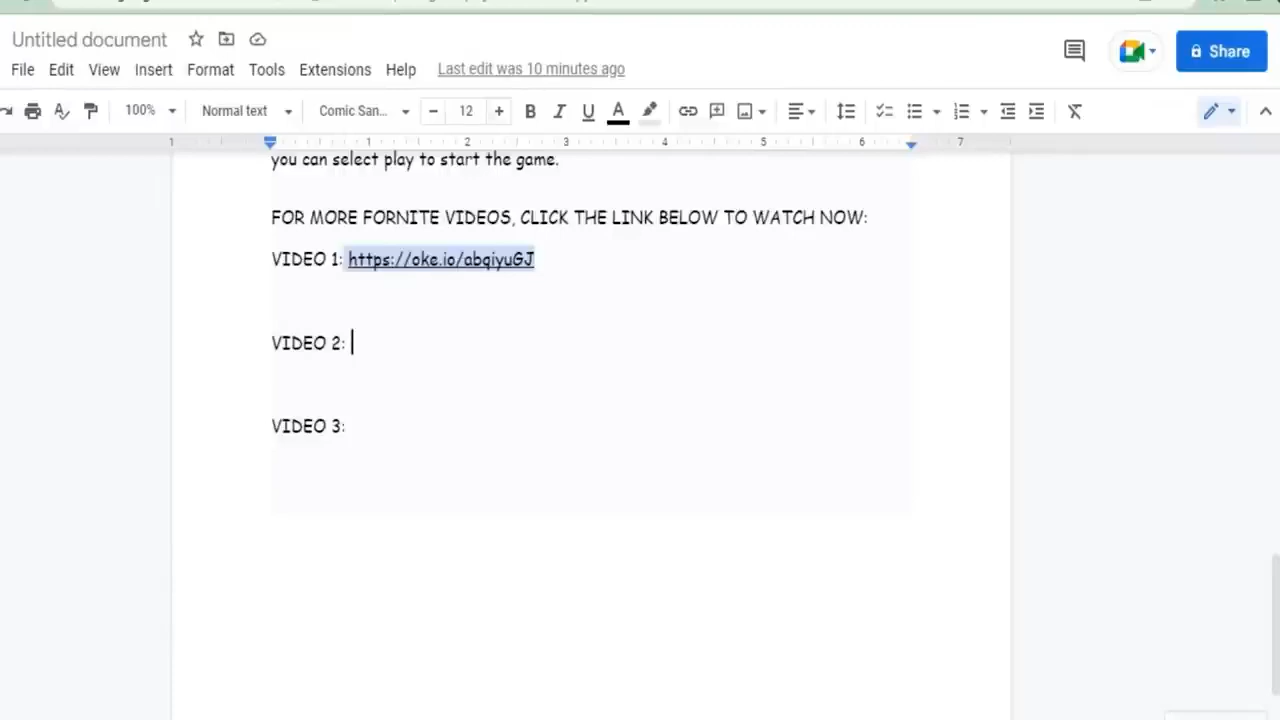 Untitled document
Share
File Edit View Insert Format Tools Extensions Help Last edit was 10 minutes ago
100% Normal text Comic San... 12 B I U A
1 1 2 3 4 5 6 7
you can select play to start the game.
FOR MORE FORNITE VIDEOS, CLICK THE LINK BELOW TO WATCH NOW:
VIDEO 1: https://oke.io/abqiyuGJ
VIDEO 2:
VIDEO 3: